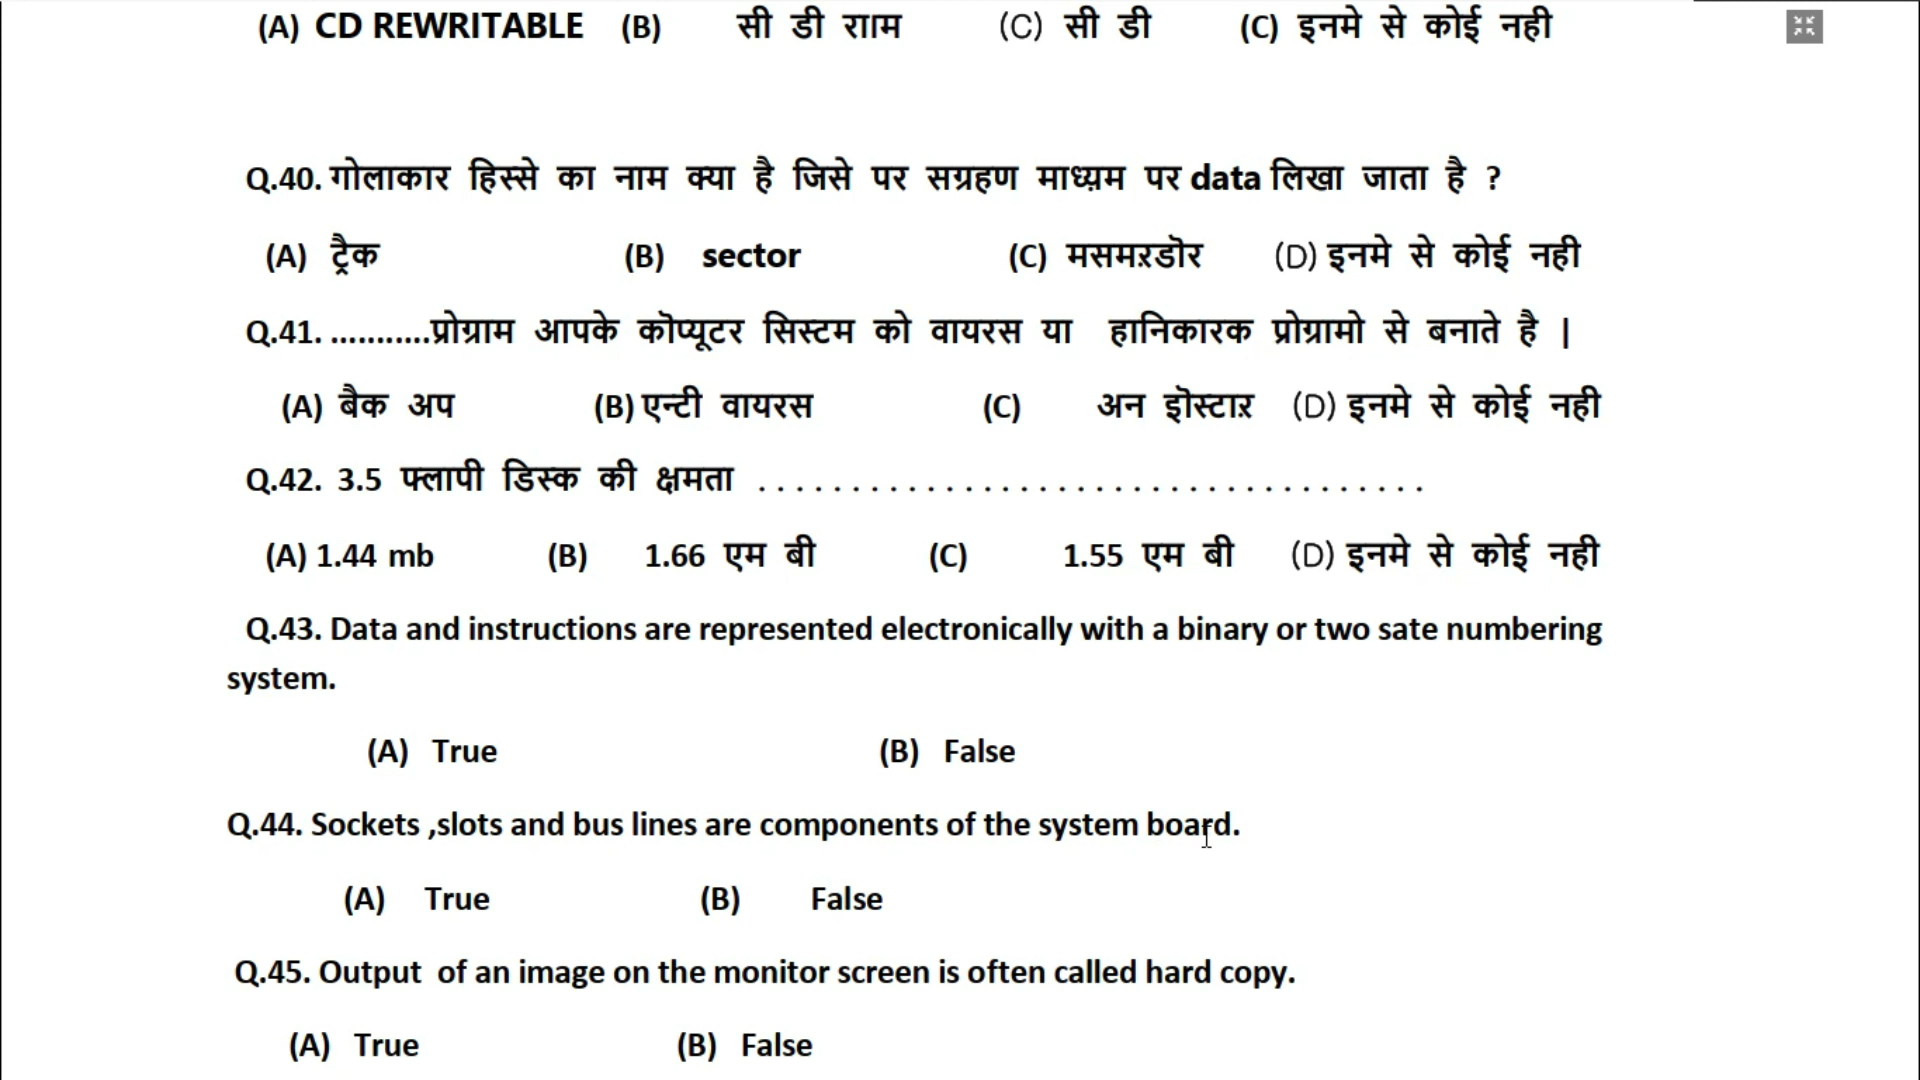 (A) CD REWRITABLE (B) सी डी राम (C) सी डी (C) इनमे से कोई नही
Q.40. गोलाकार हिस्से का नाम क्या है जिसे पर सग्रहण माध्य़म पर data लिखा जाता है ?
(A) ट्रैक (B) sector (C) मसमऱडॊर (D) इनमे से कोई नही
Q.41. ...........प्रोग्राम आपके कॊप्यूटर सिस्टम को वायरस या हानिकारक प्रोग्रामो से बनाते है |
(A) बैक अप (B) एन्टी वायरस (C) अन इॊस्टाऱ (D) इनमे से कोई नही
Q.42. 3.5 फ्लापी डिस्क की क्षमता ....................................
(A) 1.44 mb (B) 1.66 एम बी (C) 1.55 एम बी (D) इनमे से कोई नही
Q.43. Data and instructions are represented electronically with a binary or two sate numbering
system.
(A) True (B) False
Q.44. Sockets ,slots and bus lines are components of the system board.
(A) True (B) False
Q.45. Output of an image on the monitor screen is often called hard copy.
(A) True (B) False